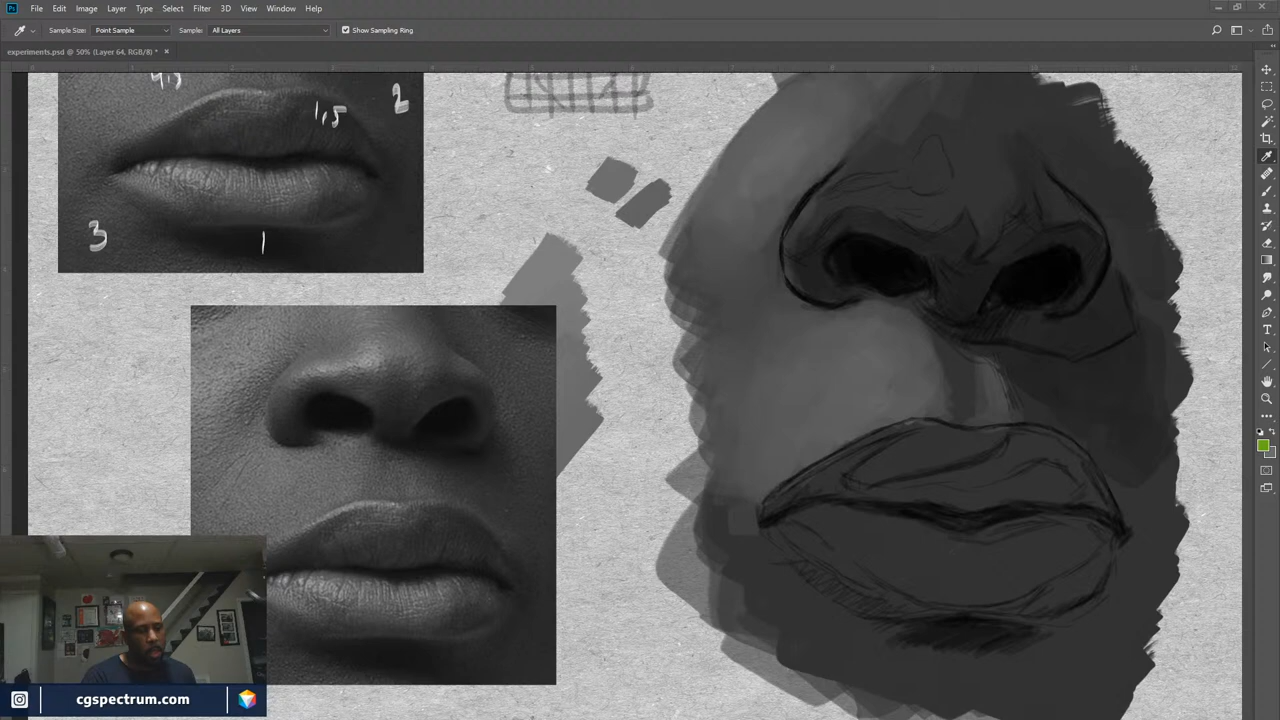 Ps File Edit Image Layer Type Select Filter 3D View Window Help
Sample Size: Point Sample Sample: All Layers Show Sampling Ring
experiments.psd @ 50% (Layer 64, RGB/8) *
1,5
2
3
1
cgspectrum.com